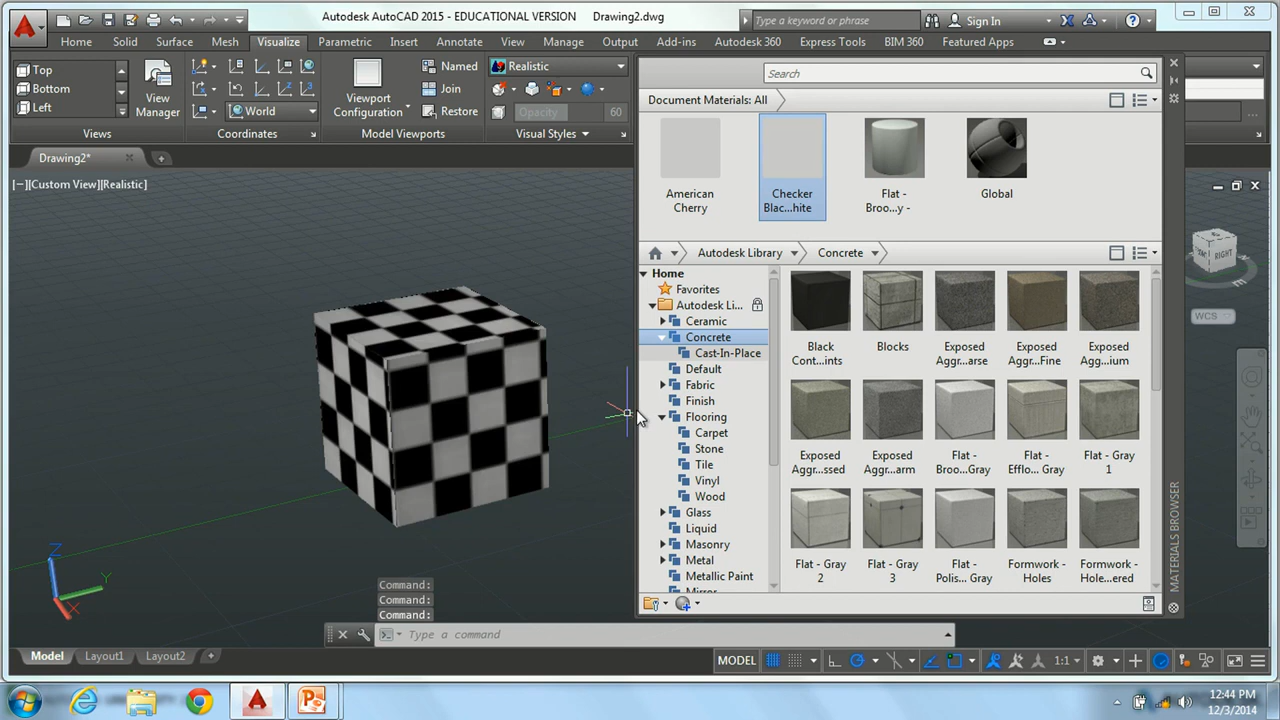 Autodesk AutoCAD 2015 - EDUCATIONAL VERSION Drawing2.dwg
Type a keyword or phrase
Sign In
Home Solid Surface Mesh Visualize Parametric Insert Annotate View Manage Output Add-ins Autodesk 360 Express Tools BIM 360 Featured Apps
Top
Bottom
Left
Views
View
Manager
World
Coordinates
Viewport
Configuration
Named
Join
Restore
Model Viewports
Realistic
Opacity 60
Visual Styles
Drawing2*
[−][Custom View][Realistic]
Search
Document Materials: All
American
Cherry
Checker
Blac...hite
Flat -
Broo...y -
Global
Autodesk Library
Concrete
Home
Favorites
Autodesk Li...
Ceramic
Concrete
Cast-In-Place
Default
Fabric
Finish
Flooring
Carpet
Stone
Tile
Vinyl
Wood
Glass
Liquid
Masonry
Metal
Metallic Paint
Mirror
Black
Cont...ints
Blocks
Exposed
Aggr...arse
Exposed
Aggr...Fine
Exposed
Agg...ium
Exposed
Aggr...ssed
Exposed
Aggr...arm
Flat -
Broo...Gray
Flat -
Efflo... Gray
Flat - Gray
1
Flat - Gray
2
Flat - Gray
3
Flat -
Polis... Gray
Formwork -
Holes
Formwork -
Hole...ered
MATERIALS BROWSER
RIGHT
WCS
Z
Y
X
Command:
Command:
Command:
Type a command
Model Layout1 Layout2
MODEL
1:1
12:44 PM
12/3/2014